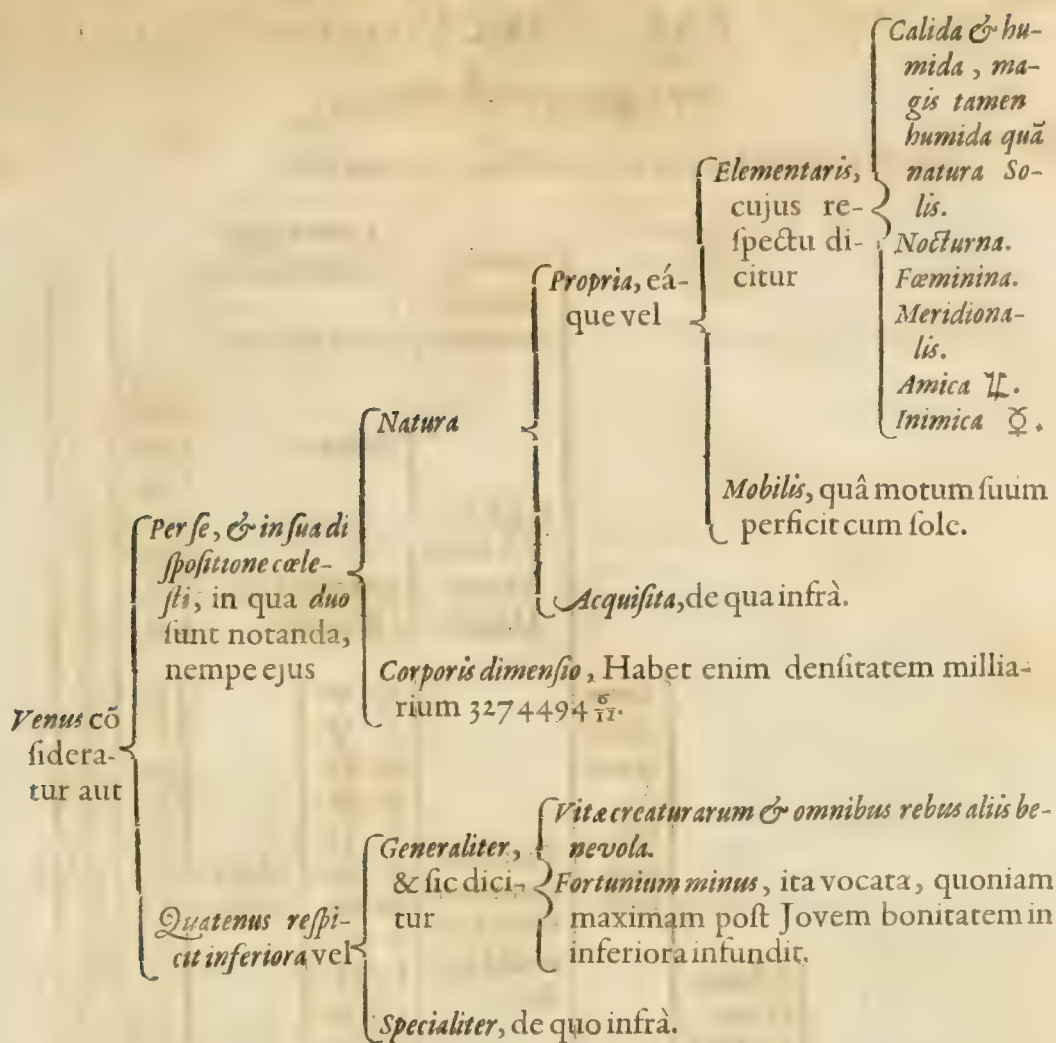 Venus cõ
ſidera-
tur aut
Per ſe, & in ſua di
ſpoſitione cœle-
ſti, in qua duo
ſunt notanda,
nempe ejus
Natura
Propria, eá-
que vel
Elementaris,
cujus re-
ſpectu di-
citur
Calida & hu-
mida, ma-
gis tamen
humida quã
natura So-
lis.
Nocturna.
Fœminina.
Meridiona-
lis.
Amica ♃.
Inimica ☿.
Mobilis, quâ motum ſuum
perficit cum ſole.
Acquiſita, de qua infrà.
Corporis dimenſio, Habet enim denſitatem millia-
rium 3274494 6/11.
Quatenus reſpi-
cit inferiora vel
Generaliter,
& ſic dici-
tur
Vitæ creaturarum & omnibus rebus aliis be-
nevola.
Fortunium minus, ita vocata, quoniam
maximam poſt Jovem bonitatem in
inferiora infundit.
Specialiter, de quo infrà.